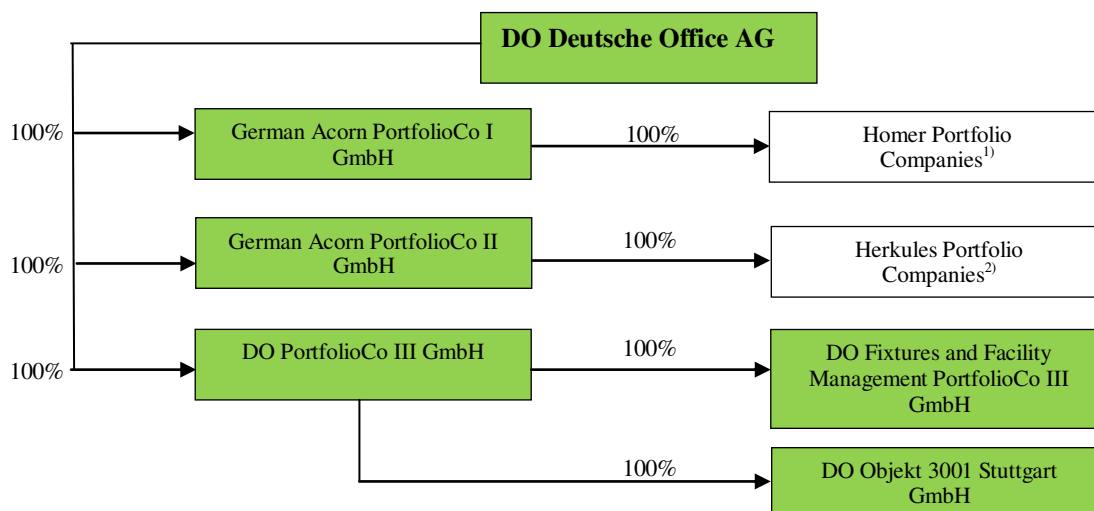 DO Deutsche Office AG
100%
German Acorn PortfolioCo I
GmbH
100%
Homer Portfolio
Companies1)
100%
German Acorn PortfolioCo II
GmbH
100%
Herkules Portfolio
Companies2)
100%
DO PortfolioCo III GmbH
100%
DO Fixtures and Facility
Management PortfolioCo III
GmbH
100%
DO Objekt 3001 Stuttgart
GmbH